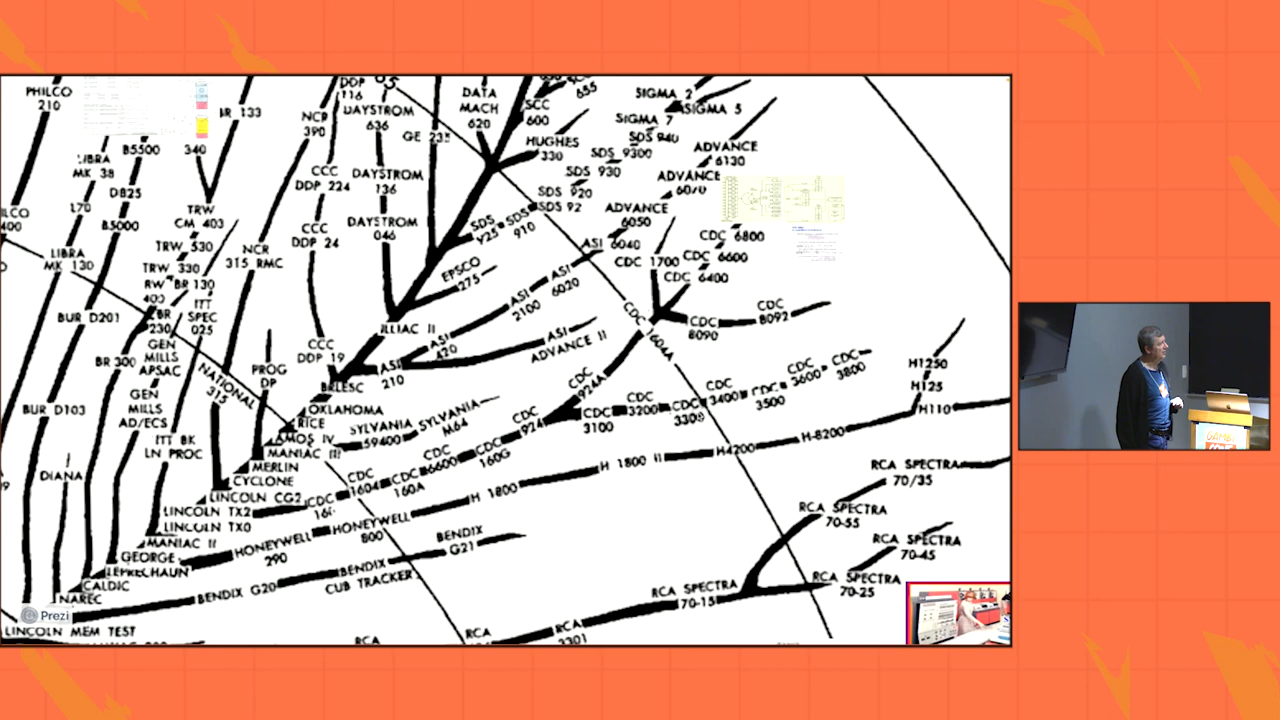 PHILCO
210
IR 133
DDP
116
DAYSTROM
636
GE 235
DATA
MACH
620
SCC
600
655
SIGMA 2
SIGMA 5
SIGMA 7
SDS 940
HUGHES
330
SDS 9300
SDS 930
ADVANCE
6130
ADVANCE
6070
NCR
390
LIBRA
MK 38
B5500
340
D825
170
B5000
CCC
DDP 224
DAYSTROM
136
SDS 920
SDS 92
ADVANCE
6050
400
TRW
CM 403
CCC
DDP 24
DAYSTROM
046
SDS
910
ASI
6040
CDC 6800
CDC 6600
CDC 1700
CDC 6400
LIBRA
MK 130
TRW 530
TRW 330
NCR
315 RMC
EPSCO
275
ASI
6020
ASI
2100
RW
400
BR 130
BUR D201
BR
230
ITT
SPEC
025
ILLIAC II
CDC 1604A
CDC
8090
CDC
8092
BR 300
GEN
MILLS
APSAC
NATIONAL
315
PROG
DP
CCC
DDP 19
BRLESC
ASI
210
ASI
420
ASI
ADVANCE II
CDC
924A
BUR D103
GEN
MILLS
AD/ECS
OKLAHOMA
RICE
AMOS IV
MANIAC III
SYLVANIA
S9400
SYLVANIA
M64
CDC
924
CDC
3100
CDC
3200
CDC
3300
CDC
3400
CDC
3500
CDC
3600
CDC
3800
H1250
H125
H110
DIANA
ITT BK
LN PROC
MERLIN
CYCLONE
LINCOLN CG2
LINCOLN TX2
LINCOLN TX0
CDC
160
CDC
1604
CDC
160A
CDC
6600
CDC
160G
H 1800 II
H4200
H-8200
RCA SPECTRA
70/35
MANIAC II
GEORGE
LEPRECHAUN
CALDIC
NAREC
HONEYWELL
290
HONEYWELL
800
H 1800
BENDIX G20
BENDIX
CUB TRACKER
BENDIX
G21
RCA SPECTRA
70-55
RCA SPECTRA
70-45
RCA SPECTRA
70-15
RCA SPECTRA
70-25
Prezi
LINCOLN MEM TEST
RCA
RCA
RCA
3301